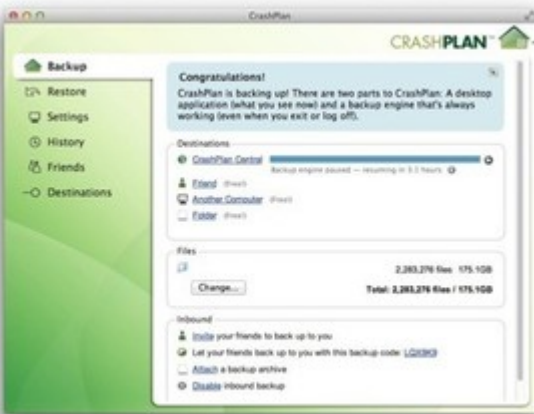 CrashPlan
CRASHPLAN™
Backup
Restore
Settings
History
Friends
Destinations
Congratulations!
CrashPlan is backing up! There are two parts to CrashPlan: A desktop
application (what you see now) and a backup engine that's always
working (even when you exit or log off).
Destinations
CrashPlan Central
Backup engine paused — resuming in 3.1 hours
Friend (Free!)
Another Computer (Free!)
Folder (Free!)
Files
2,283,276 files 175.1GB
Change...
Total: 2,283,276 files / 175.1GB
Inbound
Invite your friends to back up to you
Let your friends back up to you with this backup code:
Attach a backup archive
Disable inbound backup